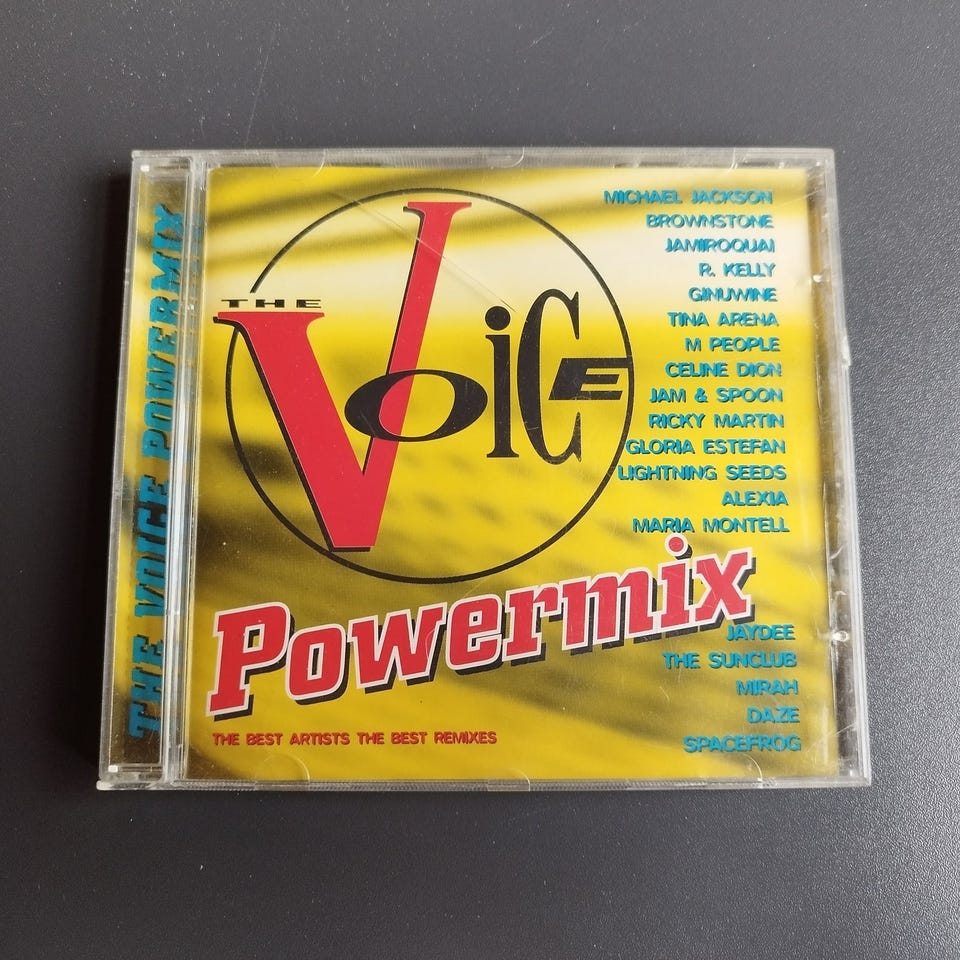 THE VOICE POWERMIX
THE
VOICE
MICHAEL JACKSON
BROWNSTONE
JAMIROQUAI
R. KELLY
GINUWINE
TINA ARENA
M PEOPLE
CELINE DION
JAM & SPOON
RICKY MARTIN
GLORIA ESTEFAN
LIGHTNING SEEDS
ALEXIA
MARIA MONTELL
Powermix
JAYDEE
THE SUNCLUB
MIRAH
DAZE
SPACEFROG
THE BEST ARTISTS THE BEST REMIXES